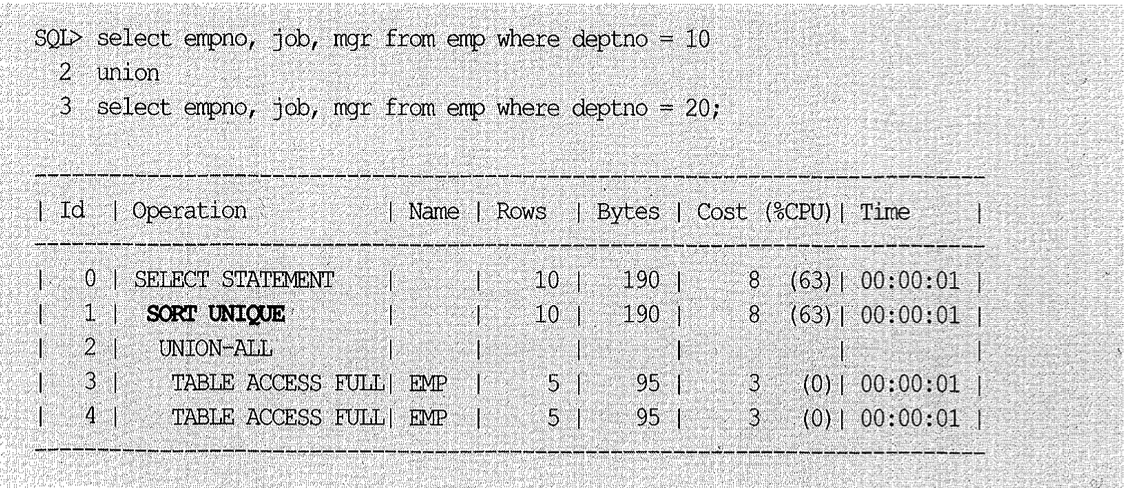 SQL> select empno, job, mgr from emp where deptno = 10
2 union
3 select empno, job, mgr from emp where deptno = 20;
--------------------------------------------------------------------------------
| Id | Operation | Name | Rows | Bytes | Cost (%CPU)| Time |
--------------------------------------------------------------------------------
| 0 | SELECT STATEMENT | | 10 | 190 | 8 (63)| 00:00:01 |
| 1 | SORT UNIQUE | | 10 | 190 | 8 (63)| 00:00:01 |
| 2 | UNION-ALL | | | | | |
| 3 | TABLE ACCESS FULL| EMP | 5 | 95 | 3 (0)| 00:00:01 |
| 4 | TABLE ACCESS FULL| EMP | 5 | 95 | 3 (0)| 00:00:01 |
--------------------------------------------------------------------------------